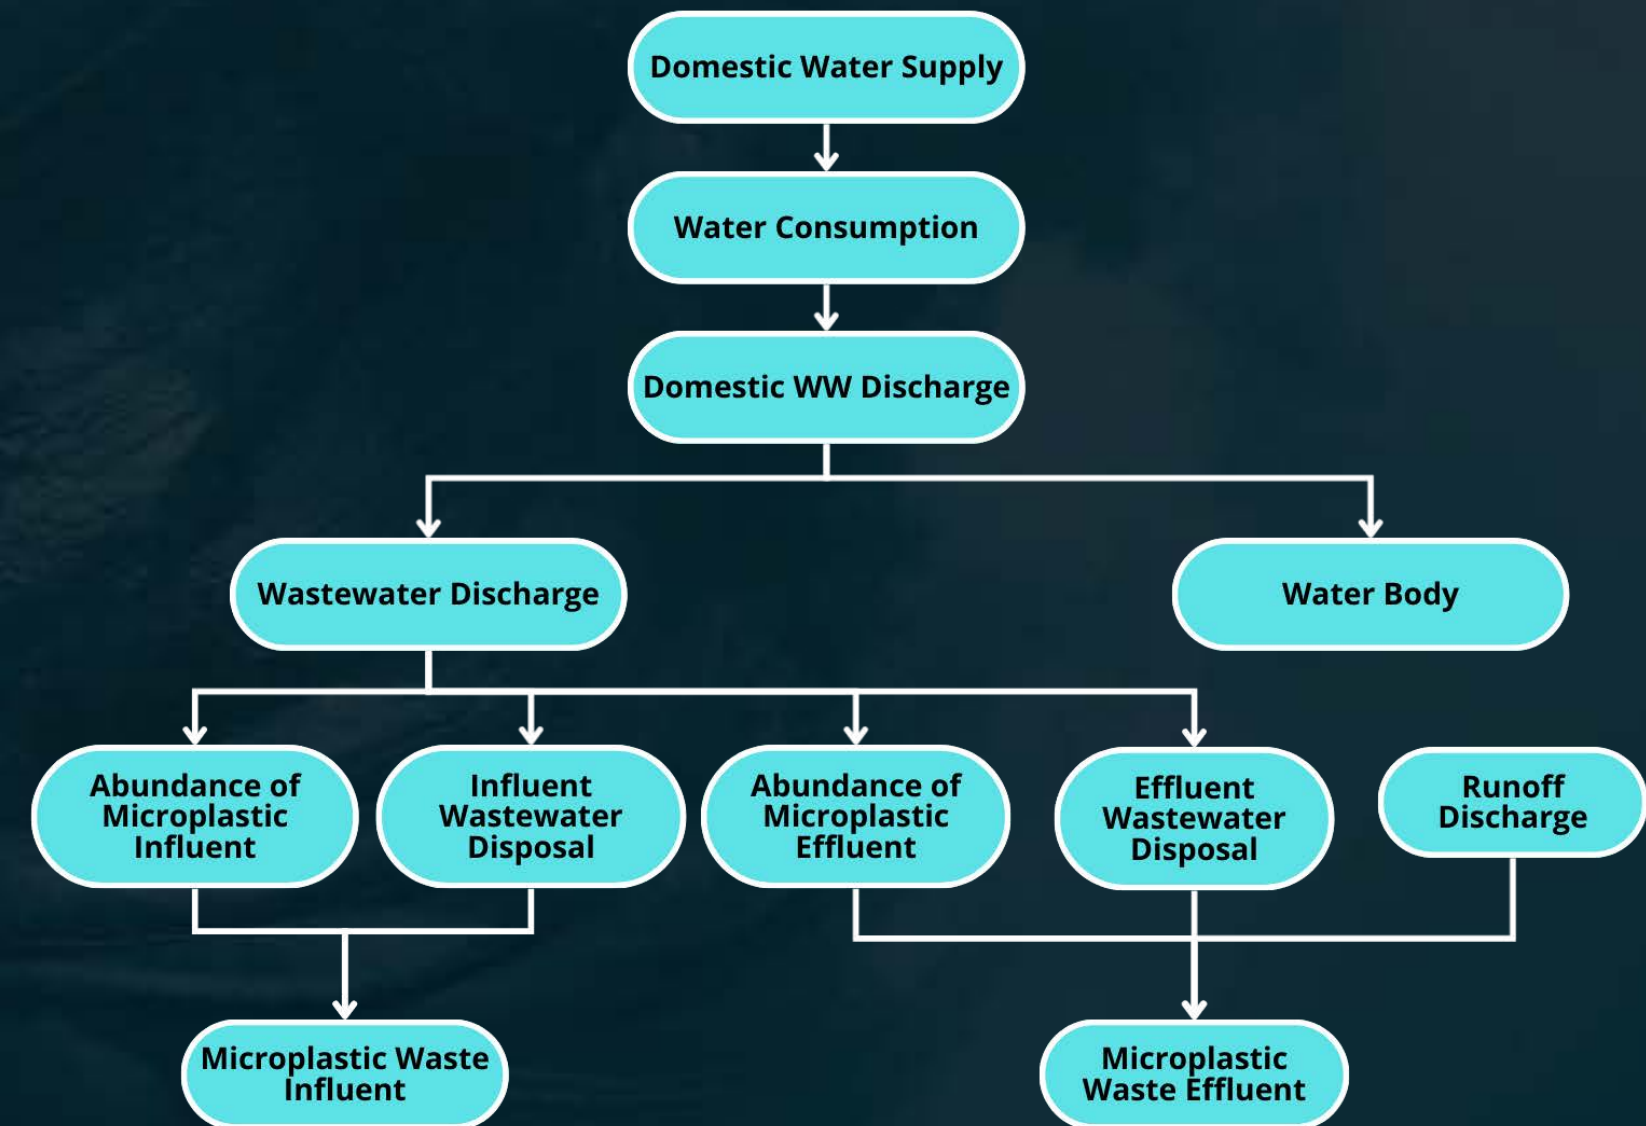 Domestic Water Supply
Water Consumption
Domestic WW Discharge
Wastewater Discharge
Water Body
Abundance of
Microplastic
Influent
Influent
Wastewater
Disposal
Abundance of
Microplastic
Effluent
Effluent
Wastewater
Disposal
Runoff
Discharge
Microplastic Waste
Influent
Microplastic
Waste Effluent